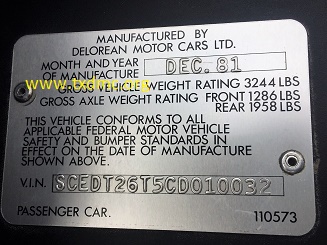 MANUFACTURED BY
DELOREAN MOTOR CARS LTD.
MONTH AND YEAR
OF MANUFACTURE DEC. 81
GROSS VEHICLE WEIGHT RATING 3244 LBS
GROSS AXLE WEIGHT RATING FRONT 1286 LBS
REAR 1958 LBS
THIS VEHICLE CONFORMS TO ALL
APPLICABLE FEDERAL MOTOR VEHICLE
SAFETY AND BUMPER STANDARDS IN
EFFECT ON THE DATE OF MANUFACTURE
SHOWN ABOVE
V.I.N. SCEDT26T5CD010032
PASSENGER CAR. 110573